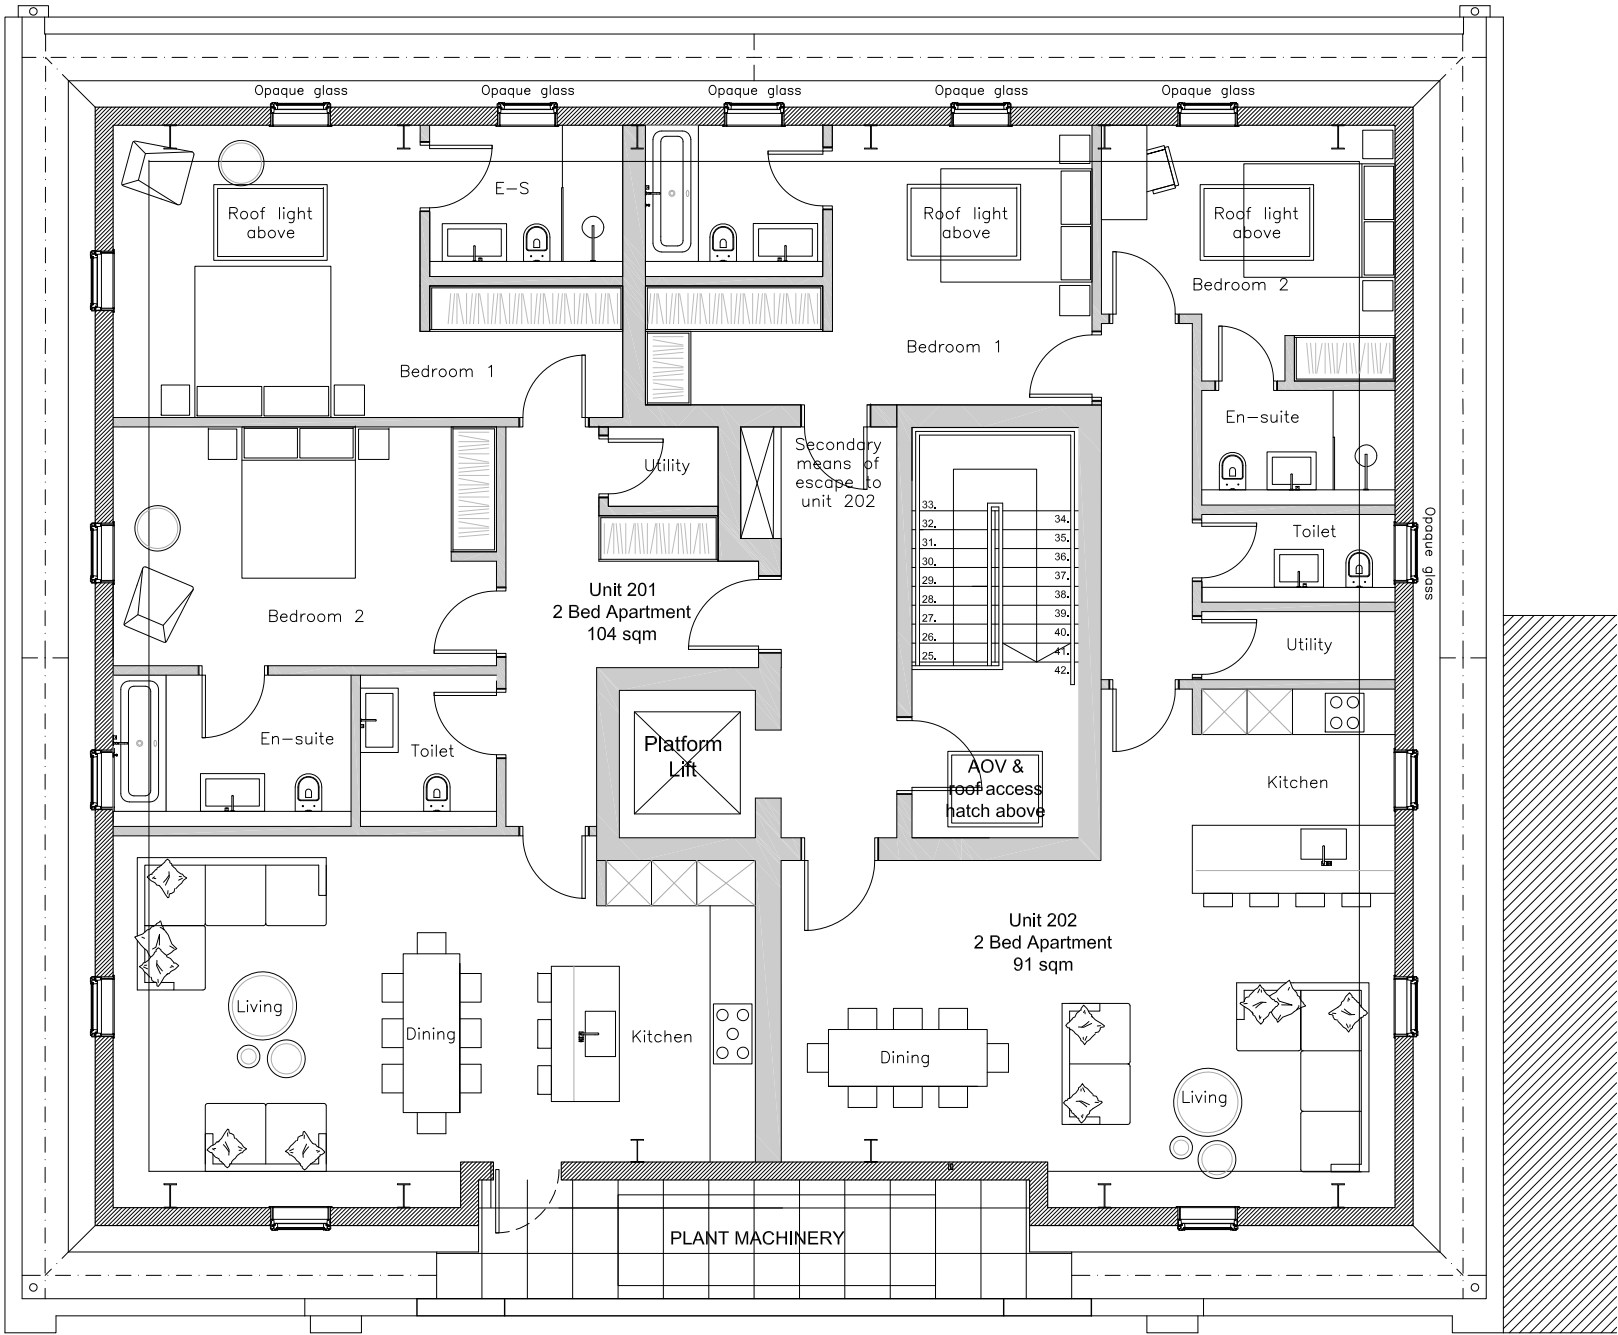 Opaque glass
Opaque glass
Opaque glass
Opaque glass
Opaque glass
E-S
Roof light
above
Roof light
above
Roof light
above
Bedroom 2
Bedroom 1
Bedroom 1
En-suite
Utility
Secondary
means of
escape to
unit 202
33.
32.
31.
30.
29.
28.
27.
26.
25.
34.
35.
36.
37.
38.
39.
40.
41.
42.
Toilet
Opaque glass
Unit 201
2 Bed Apartment
104 sqm
Bedroom 2
Utility
En-suite
Toilet
Platform
Lift
AOV &
roof access
hatch above
Kitchen
Unit 202
2 Bed Apartment
91 sqm
Living
Dining
Kitchen
Dining
Living
PLANT MACHINERY